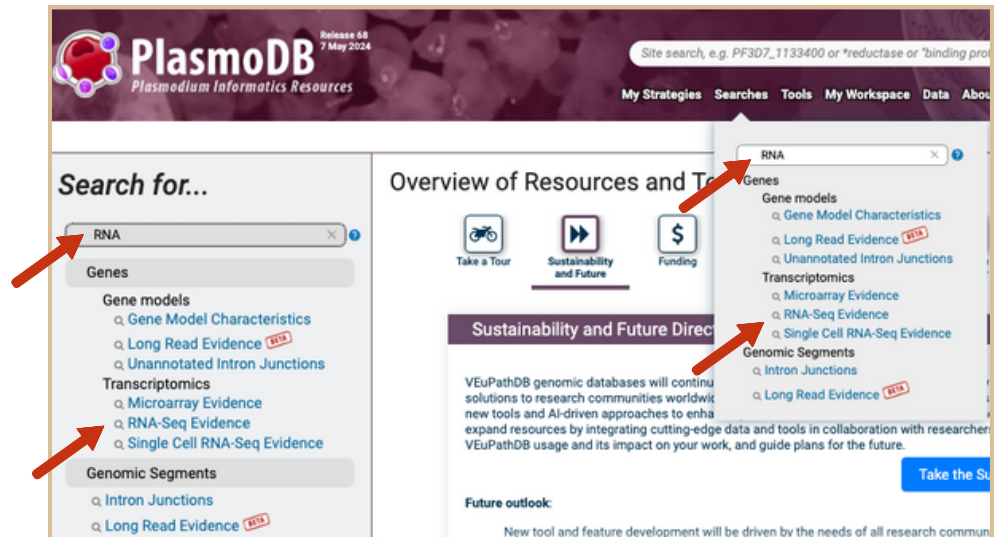 PlasmoDB
Release 68
7 May 2024
Plasmodium Informatics Resources
Site search, e.g. PF3D7_1133400 or *reductase or "binding pro
My Strategies Searches Tools My Workspace Data Abou
Search for...
RNA
Genes
Gene models
Gene Model Characteristics
Long Read Evidence BETA
Unannotated Intron Junctions
Transcriptomics
Microarray Evidence
RNA-Seq Evidence
Single Cell RNA-Seq Evidence
Genomic Segments
Intron Junctions
Long Read Evidence BETA
Overview of Resources and To
Take a Tour
Sustainability
and Future
Funding
Sustainability and Future Direc
VEuPathDB genomic databases will continu
solutions to research communities worldwid
new tools and AI-driven approaches to enha
expand resources by integrating cutting-edge data and tools in collaboration with researchers
VEuPathDB usage and its impact on your work, and guide plans for the future.
Take the Su
Future outlook:
New tool and feature development will be driven by the needs of all research commun
RNA
Genes
Gene models
Gene Model Characteristics
Long Read Evidence BETA
Unannotated Intron Junctions
Transcriptomics
Microarray Evidence
RNA-Seq Evidence
Single Cell RNA-Seq Evidence
Genomic Segments
Intron Junctions
Long Read Evidence BETA